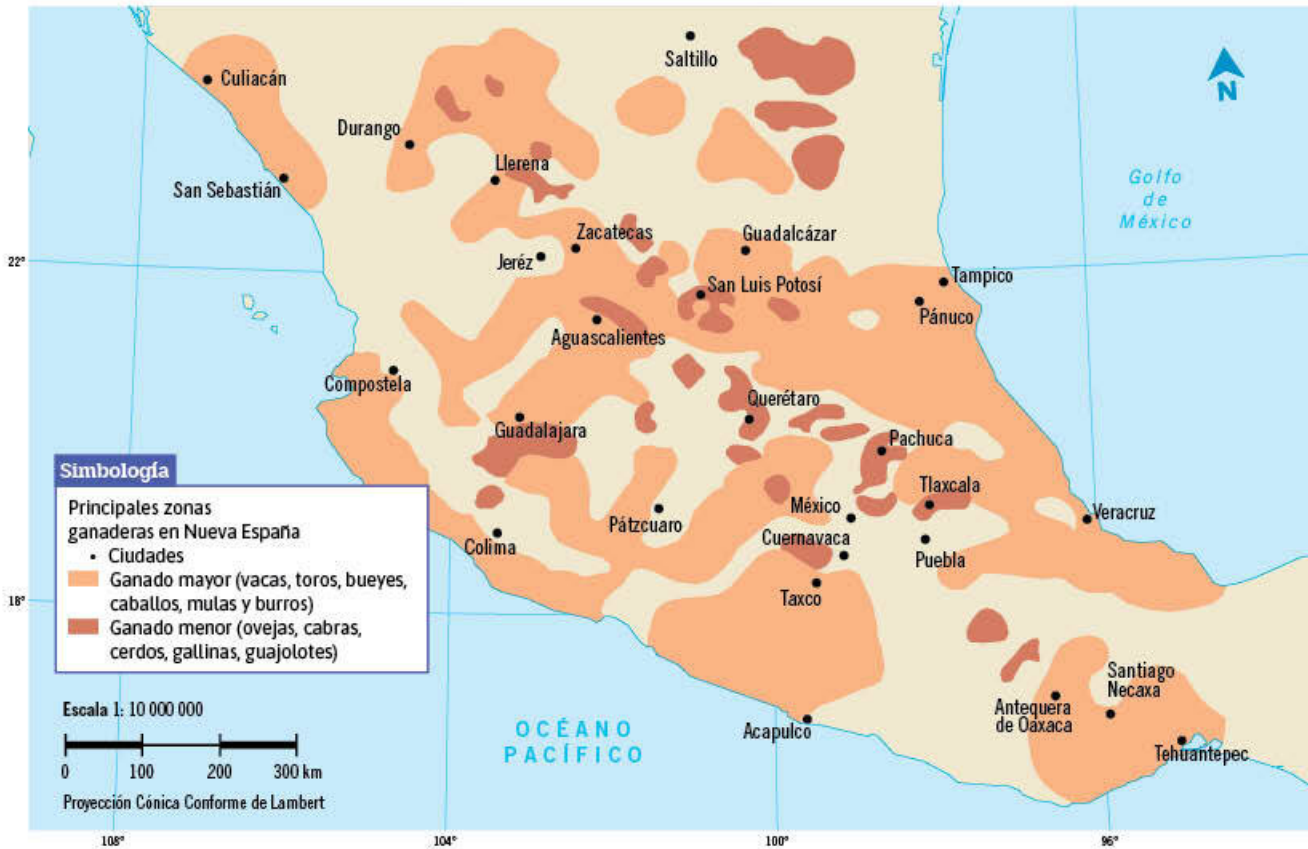 Saltillo
N
Culiacán
Durango
Llerena
San Sebastián
Golfo
de
México
Zacatecas
Guadalcázar
Jeréz
22°
San Luis Potosí
Tampico
Pánuco
Aguascalientes
Compostela
Querétaro
Guadalajara
Pachuca
Simbología
Principales zonas
ganaderas en Nueva España
• Ciudades
Ganado mayor (vacas, toros, bueyes,
caballos, mulas y burros)
Ganado menor (ovejas, cabras,
cerdos, gallinas, guajolotes)
Tlaxcala
México
Veracruz
Pátzcuaro
Colima
Cuernavaca
Puebla
18°
Taxco
Santiago
Necaxa
Antequera
de Oaxaca
Escala 1: 10 000 000
0 100 200 300 km
Proyección Cónica Conforme de Lambert
OCÉANO
PACÍFICO
Acapulco
Tehuantepec
108° 104° 100° 96°